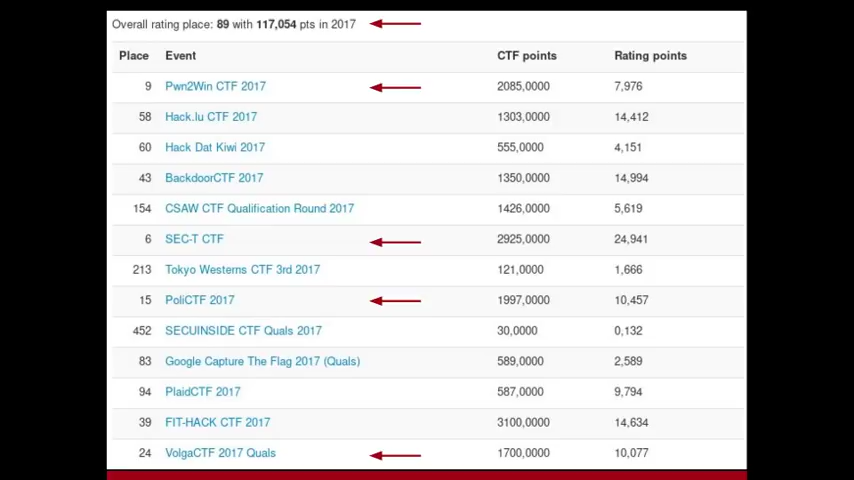 Overall rating place: 89 with 117,054 pts in 2017
Place Event CTF points Rating points
9 Pwn2Win CTF 2017 2085,0000 7,976
58 Hack.lu CTF 2017 1303,0000 14,412
60 Hack Dat Kiwi 2017 555,0000 4,151
43 BackdoorCTF 2017 1350,0000 14,994
154 CSAW CTF Qualification Round 2017 1426,0000 5,619
6 SEC-T CTF 2925,0000 24,941
213 Tokyo Westerns CTF 3rd 2017 121,0000 1,666
15 PoliCTF 2017 1997,0000 10,457
452 SECUINSIDE CTF Quals 2017 30,0000 0,132
83 Google Capture The Flag 2017 (Quals) 589,0000 2,589
94 PlaidCTF 2017 587,0000 9,794
39 FIT-HACK CTF 2017 3100,0000 14,634
24 VolgaCTF 2017 Quals 1700,0000 10,077